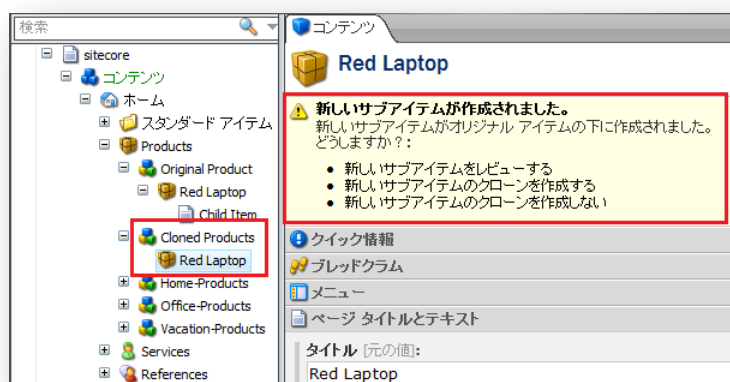 検索
sitecore
コンテンツ
ホーム
スタンダード アイテム
Products
Original Product
Red Laptop
Child Item
Cloned Products
Red Laptop
Home-Products
Office-Products
Vacation-Products
Services
References
コンテンツ
Red Laptop
新しいサブアイテムが作成されました。
新しいサブアイテムがオリジナル アイテムの下に作成されました。
どうしますか？:
• 新しいサブアイテムをレビューする
• 新しいサブアイテムのクローンを作成する
• 新しいサブアイテムのクローンを作成しない
クイック情報
ブレッドクラム
メニュー
ページ タイトルとテキスト
タイトル [元の値]:
Red Laptop